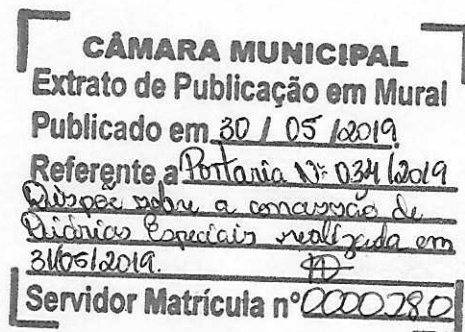 CÂMARA MUNICIPAL
Extrato de Publicação em Mural
Publicado em 30 / 05 /2019
Referente a Portaria Nº 034/2019
Dispõe sobre a concessão de
Diárias Especiais realizada em
31/05/2019.
Servidor Matrícula nº 0000280